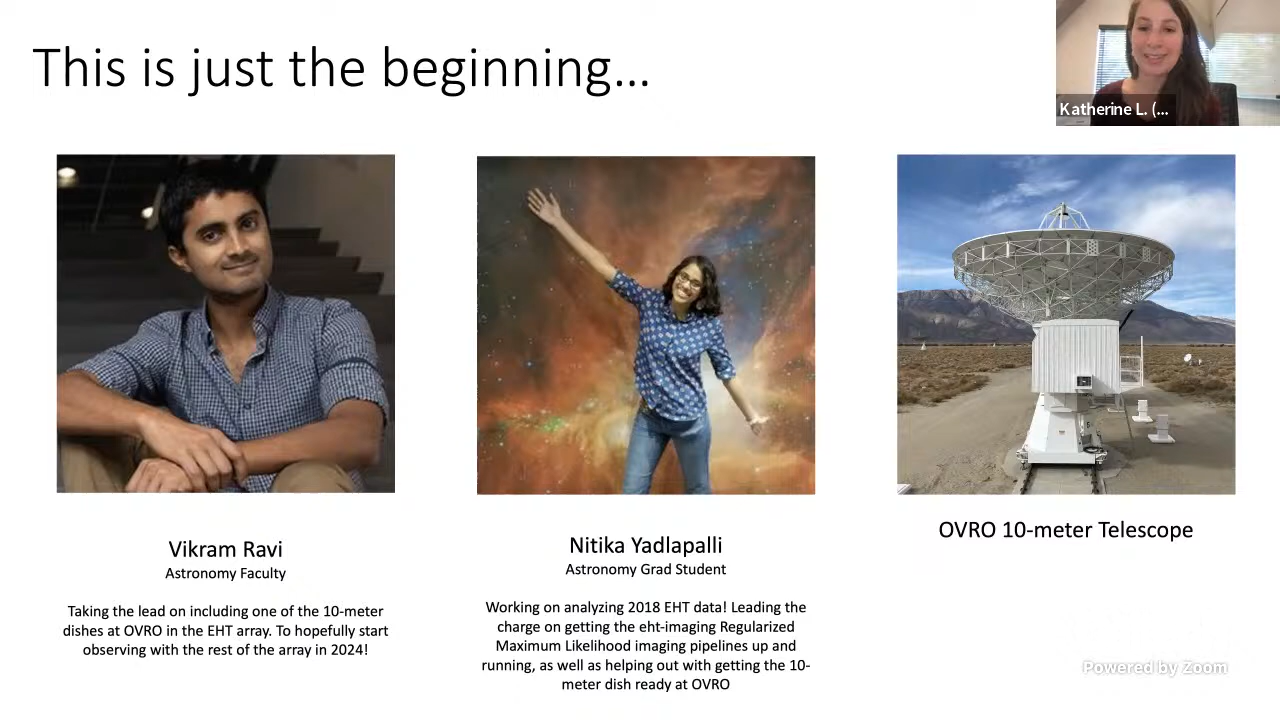 This is just the beginning...
Katherine L. (...
Vikram Ravi
Astronomy Faculty
Taking the lead on including one of the 10-meter
dishes at OVRO in the EHT array. To hopefully start
observing with the rest of the array in 2024!
Nitika Yadlapalli
Astronomy Grad Student
Working on analyzing 2018 EHT data! Leading the
charge on getting the eht-imaging Regularized
Maximum Likelihood imaging pipelines up and
running, as well as helping out with getting the 10-
meter dish ready at OVRO
OVRO 10-meter Telescope
Powered by Zoom